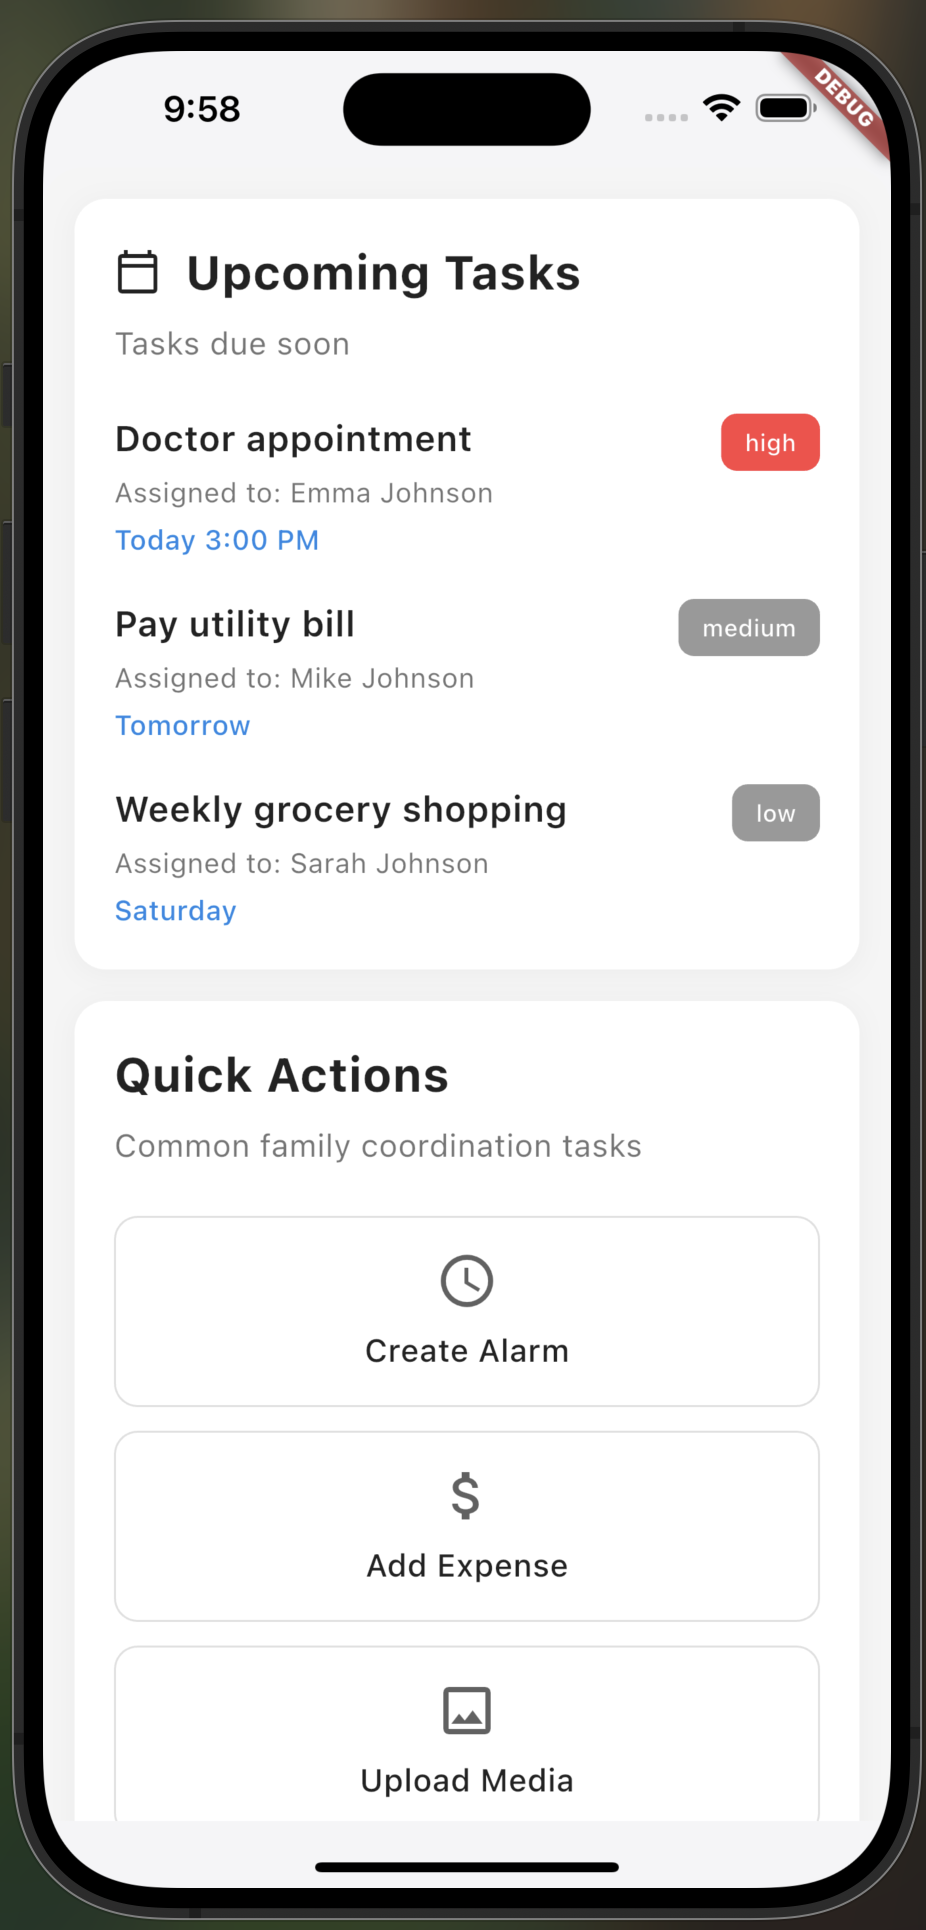 9:58
DEBUG
Upcoming Tasks
Tasks due soon
Doctor appointment
high
Assigned to: Emma Johnson
Today 3:00 PM
Pay utility bill
medium
Assigned to: Mike Johnson
Tomorrow
Weekly grocery shopping
low
Assigned to: Sarah Johnson
Saturday
Quick Actions
Common family coordination tasks
Create Alarm
$
Add Expense
Upload Media